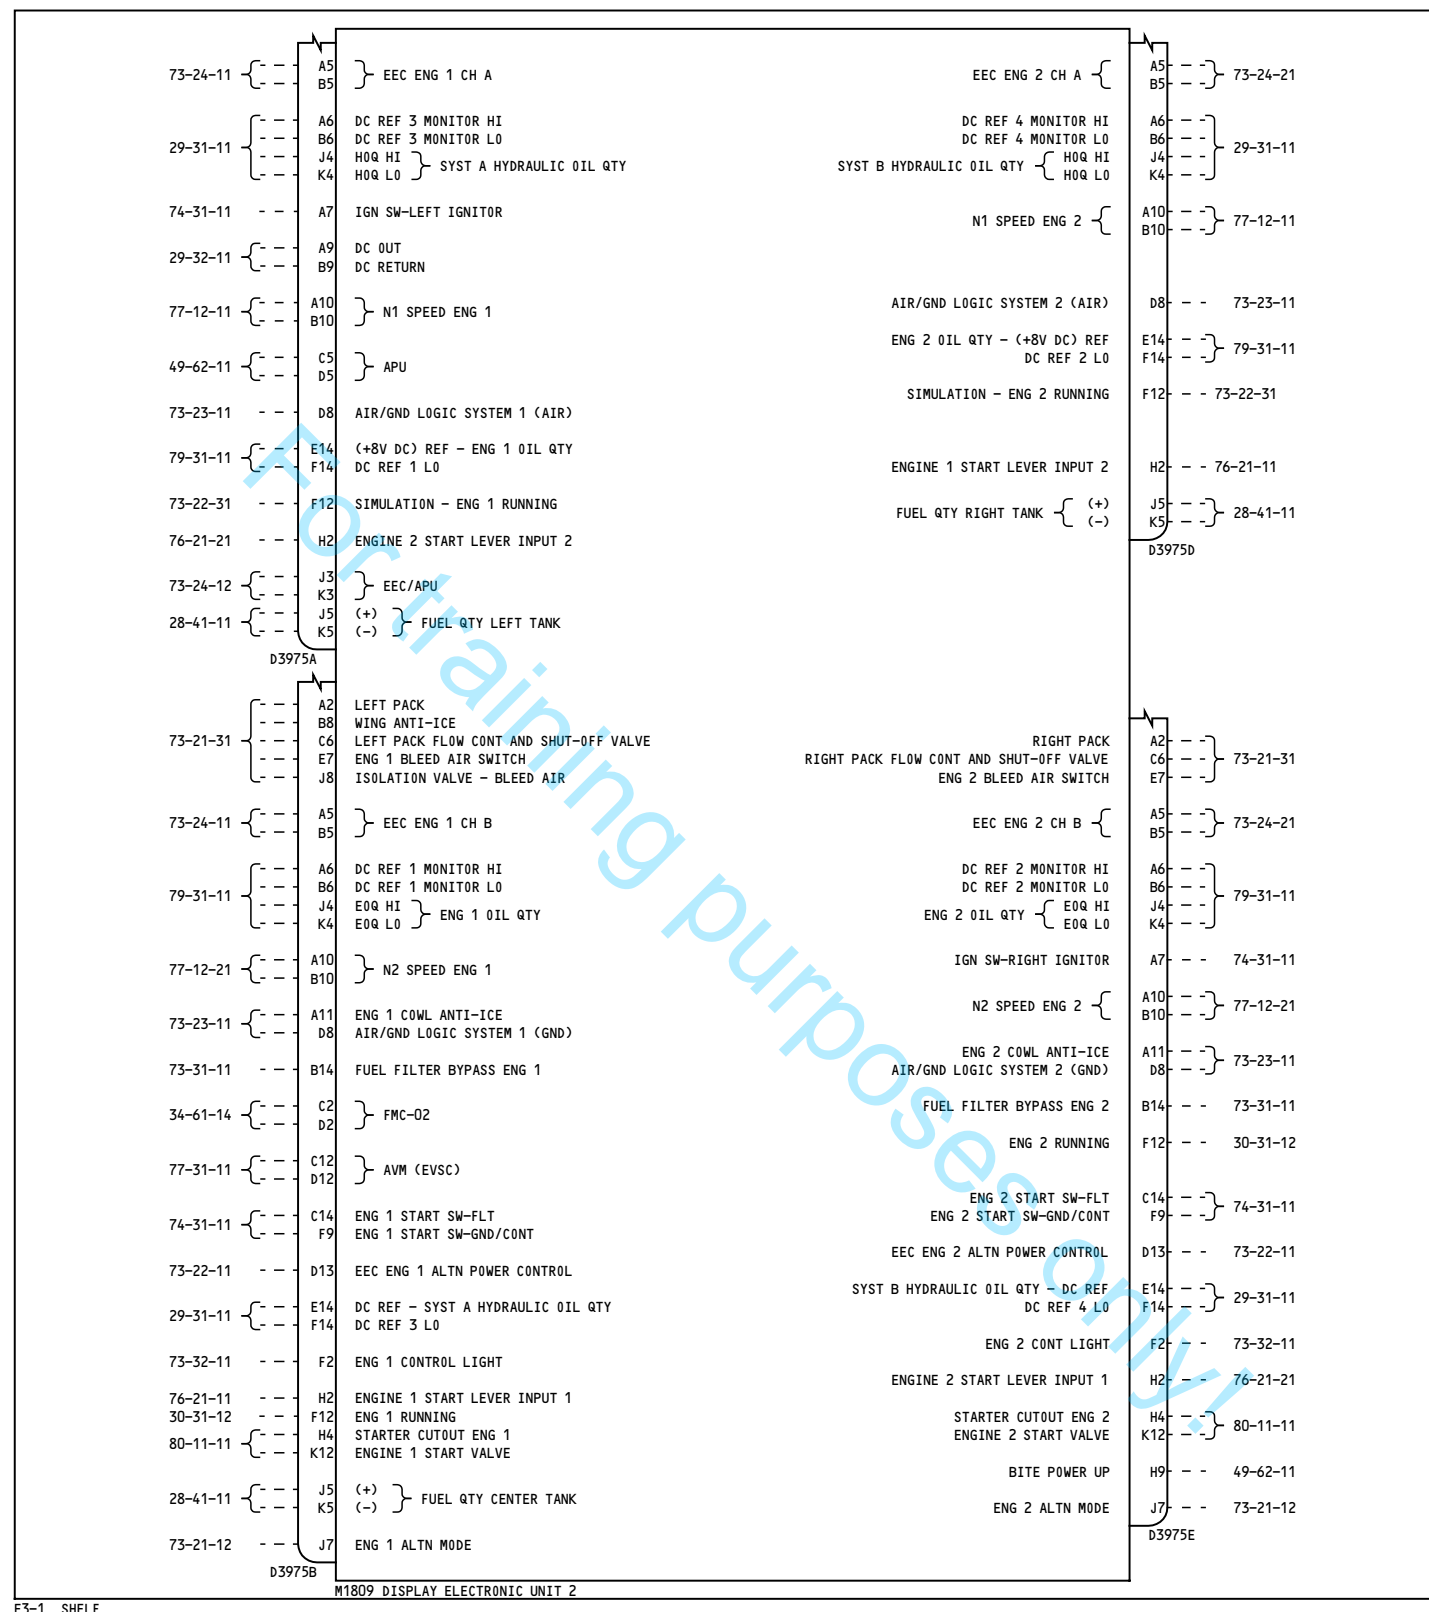 A5
73-24-11 EEC ENG 1 CH A
B5
A6 DC REF 3 MONITOR HI
B6 DC REF 3 MONITOR LO
29-31-11
J4 HOQ HI
SYST A HYDRAULIC OIL QTY
K4 HOQ LO
74-31-11 A7 IGN SW-LEFT IGNITOR
A9 DC OUT
29-32-11
B9 DC RETURN
A10
77-12-11 N1 SPEED ENG 1
B10
C5
49-62-11 APU
D5
73-23-11 D8 AIR/GND LOGIC SYSTEM 1 (AIR)
E14 (+8V DC) REF - ENG 1 OIL QTY
79-31-11
F14 DC REF 1 LO
73-22-31 F12 SIMULATION - ENG 1 RUNNING
76-21-21 H2 ENGINE 2 START LEVER INPUT 2
J3
73-24-12 EEC/APU
K3
J5 (+)
28-41-11 FUEL QTY LEFT TANK
K5 (-)
D3975A
A5
EEC ENG 2 CH A 73-24-21
B5
DC REF 4 MONITOR HI A6
DC REF 4 MONITOR LO B6
29-31-11
HOQ HI J4
SYST B HYDRAULIC OIL QTY
HOQ LO K4
A10
N1 SPEED ENG 2 77-12-11
B10
AIR/GND LOGIC SYSTEM 2 (AIR) D8 73-23-11
ENG 2 OIL QTY - (+8V DC) REF E14
79-31-11
DC REF 2 LO F14
SIMULATION - ENG 2 RUNNING F12 73-22-31
ENGINE 1 START LEVER INPUT 2 H2 76-21-11
(+) J5
FUEL QTY RIGHT TANK 28-41-11
(-) K5
D3975D
A2 LEFT PACK
B8 WING ANTI-ICE
73-21-31 C6 LEFT PACK FLOW CONT AND SHUT-OFF VALVE
E7 ENG 1 BLEED AIR SWITCH
J8 ISOLATION VALVE - BLEED AIR
A5
73-24-11 EEC ENG 1 CH B
B5
A6 DC REF 1 MONITOR HI
B6 DC REF 1 MONITOR LO
79-31-11
J4 EOQ HI
ENG 1 OIL QTY
K4 EOQ LO
A10
77-12-21 N2 SPEED ENG 1
B10
A11 ENG 1 COWL ANTI-ICE
73-23-11
D8 AIR/GND LOGIC SYSTEM 1 (GND)
73-31-11 B14 FUEL FILTER BYPASS ENG 1
C2
34-61-14 FMC-02
D2
C12
77-31-11 AVM (EVSC)
D12
C14 ENG 1 START SW-FLT
74-31-11
F9 ENG 1 START SW-GND/CONT
73-22-11 D13 EEC ENG 1 ALTN POWER CONTROL
E14 DC REF - SYST A HYDRAULIC OIL QTY
29-31-11
F14 DC REF 3 LO
73-32-11 F2 ENG 1 CONTROL LIGHT
76-21-11 H2 ENGINE 1 START LEVER INPUT 1
30-31-12 F12 ENG 1 RUNNING
H4 STARTER CUTOUT ENG 1
80-11-11
K12 ENGINE 1 START VALVE
J5 (+)
28-41-11 FUEL QTY CENTER TANK
K5 (-)
73-21-12 J7 ENG 1 ALTN MODE
D3975B
RIGHT PACK A2
RIGHT PACK FLOW CONT AND SHUT-OFF VALVE C6 73-21-31
ENG 2 BLEED AIR SWITCH E7
A5
EEC ENG 2 CH B 73-24-21
B5
DC REF 2 MONITOR HI A6
DC REF 2 MONITOR LO B6
79-31-11
EOQ HI J4
ENG 2 OIL QTY
EOQ LO K4
IGN SW-RIGHT IGNITOR A7 74-31-11
A10
N2 SPEED ENG 2 77-12-21
B10
ENG 2 COWL ANTI-ICE A11
73-23-11
AIR/GND LOGIC SYSTEM 2 (GND) D8
FUEL FILTER BYPASS ENG 2 B14 73-31-11
ENG 2 RUNNING F12 30-31-12
ENG 2 START SW-FLT C14
74-31-11
ENG 2 START SW-GND/CONT F9
EEC ENG 2 ALTN POWER CONTROL D13 73-22-11
SYST B HYDRAULIC OIL QTY - DC REF E14
29-31-11
DC REF 4 LO F14
ENG 2 CONT LIGHT F2 73-32-11
ENGINE 2 START LEVER INPUT 1 H2 76-21-21
STARTER CUTOUT ENG 2 H4
80-11-11
ENGINE 2 START VALVE K12
BITE POWER UP H9 49-62-11
ENG 2 ALTN MODE J7 73-21-12
D3975E
M1809 DISPLAY ELECTRONIC UNIT 2
E3-1 SHELF
For training purposes only!